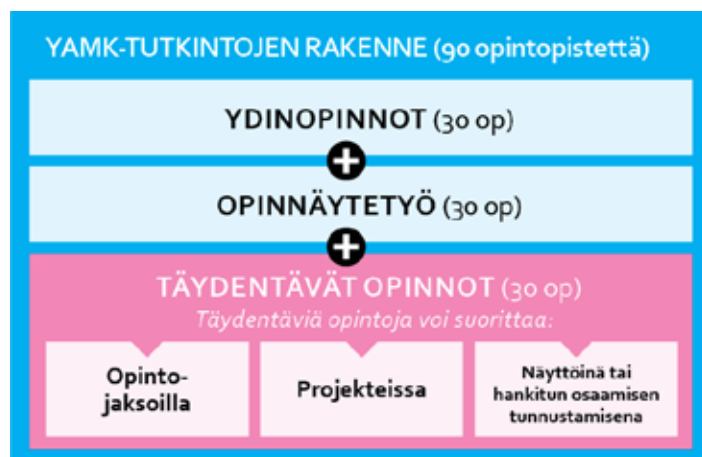 YAMK-TUTKINTOJEN RAKENNE (90 opintopistettä)
YDINOPINNOT (30 op)
OPINNÄYTETYÖ (30 op)
TÄYDENTÄVÄT OPINNOT (30 op)
Täydentäviä opintoja voi suorittaa:
Opinto-
jaksoilla
Projekteissa
Näyttöinä tai
hankitun osaamisen
tunnustamisena